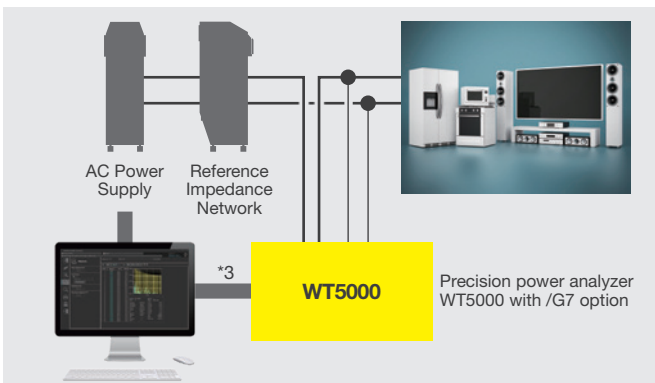 AC Power
Supply
Reference
Impedance
Network
*3
WT5000
Precision power analyzer
WT5000 with /G7 option